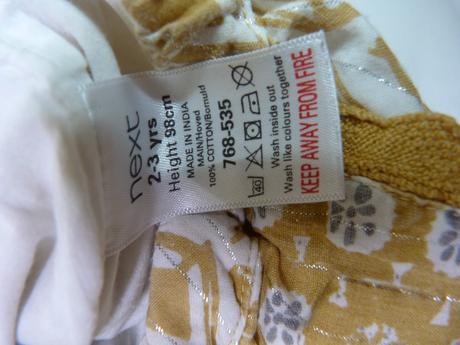 next
2-3 yrs
Height 98cm
MADE IN INDIA
MAIN/Hoved
100% COTTON/Bomuld
768-535
40
Wash inside out
Wash like colours together
KEEP AWAY FROM FIRE